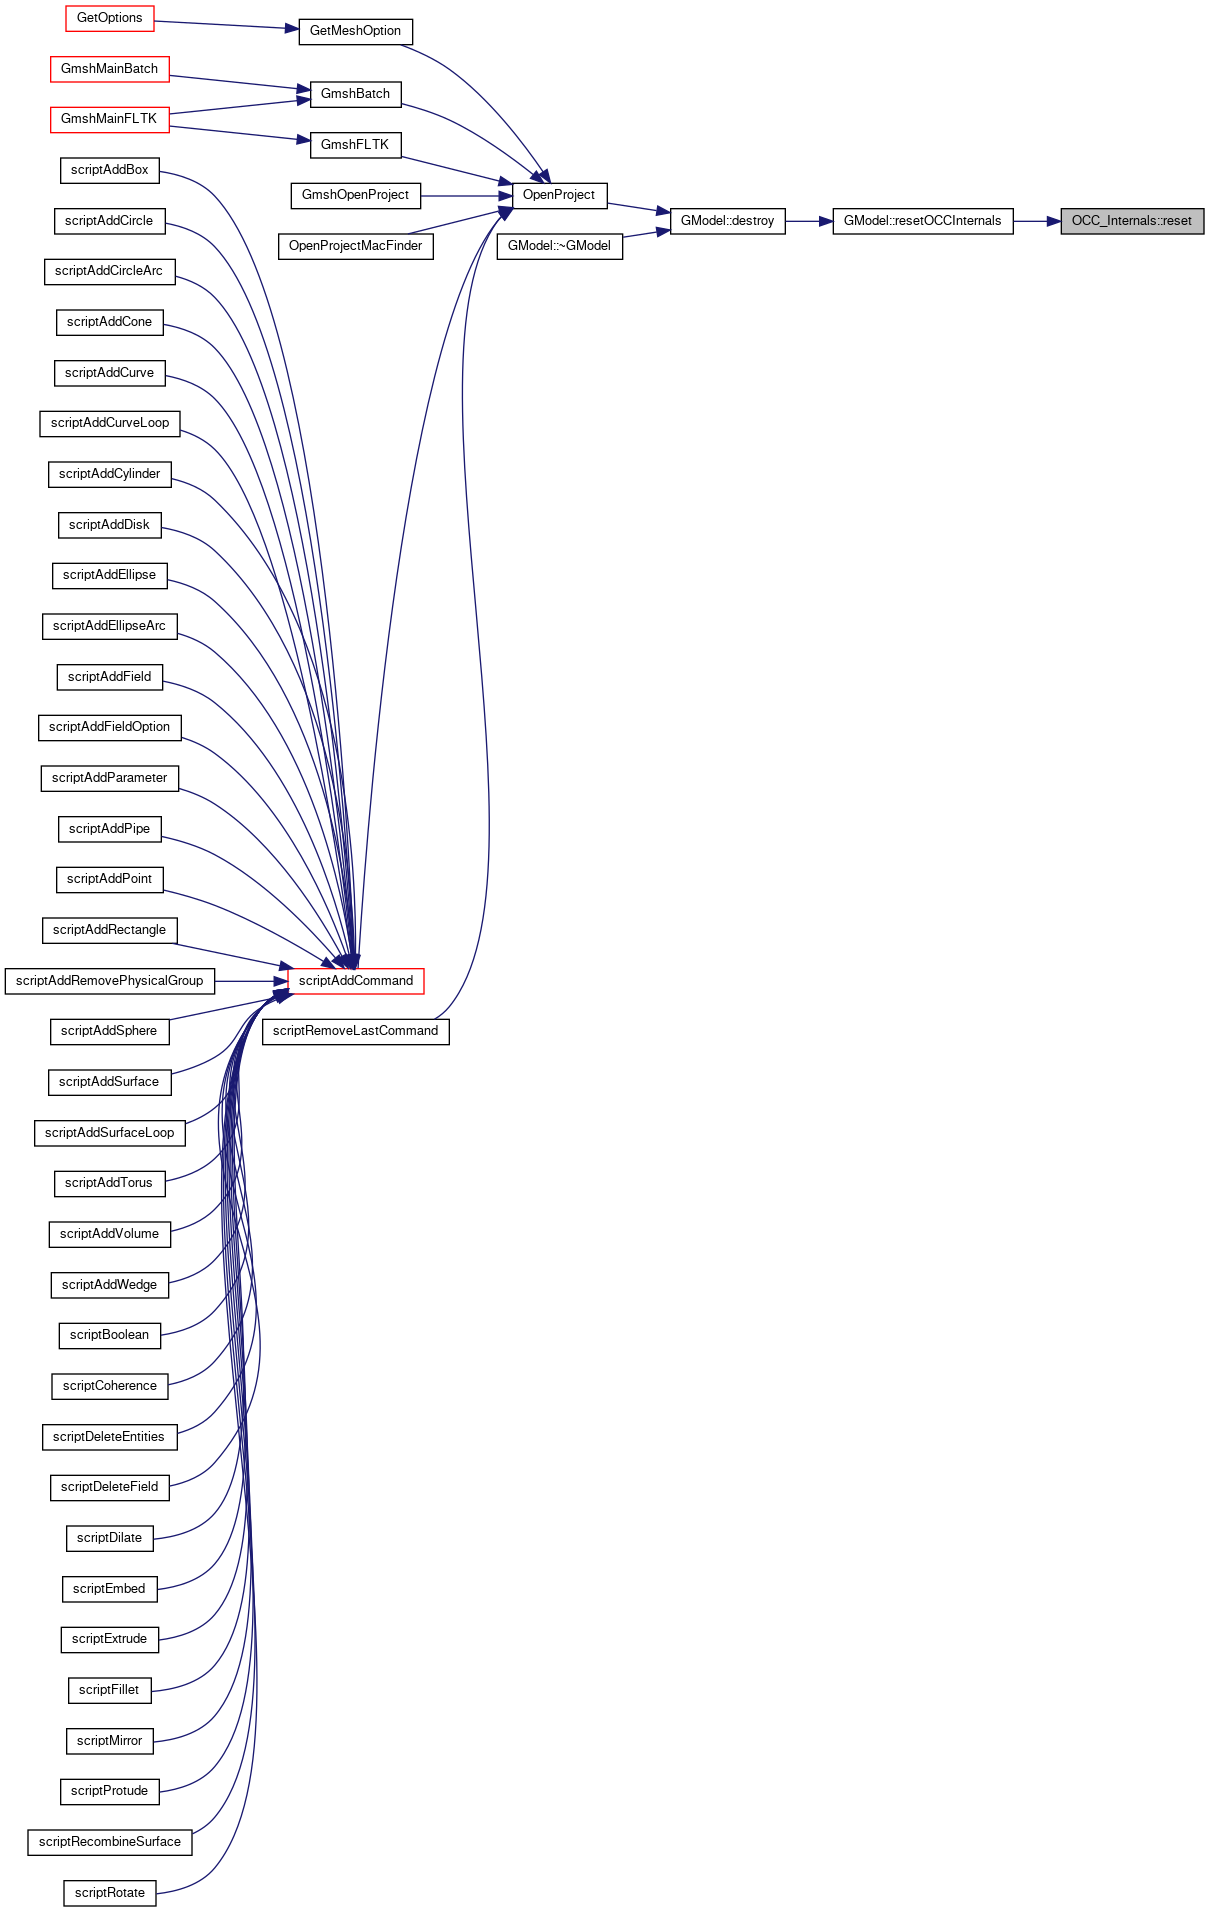 GetOptions
GetMeshOption
GmshMainBatch
GmshBatch
GmshMainFLTK
GmshFLTK
scriptAddBox
GmshOpenProject
OpenProject
scriptAddCircle
OpenProjectMacFinder
GModel::~GModel
GModel::destroy
GModel::resetOCCInternals
OCC_Internals::reset
scriptAddCircleArc
scriptAddCone
scriptAddCurve
scriptAddCurveLoop
scriptAddCylinder
scriptAddDisk
scriptAddEllipse
scriptAddEllipseArc
scriptAddField
scriptAddFieldOption
scriptAddParameter
scriptAddPipe
scriptAddPoint
scriptAddRectangle
scriptAddRemovePhysicalGroup
scriptAddCommand
scriptAddSphere
scriptRemoveLastCommand
scriptAddSurface
scriptAddSurfaceLoop
scriptAddTorus
scriptAddVolume
scriptAddWedge
scriptBoolean
scriptCoherence
scriptDeleteEntities
scriptDeleteField
scriptDilate
scriptEmbed
scriptExtrude
scriptFillet
scriptMirror
scriptProtude
scriptRecombineSurface
scriptRotate